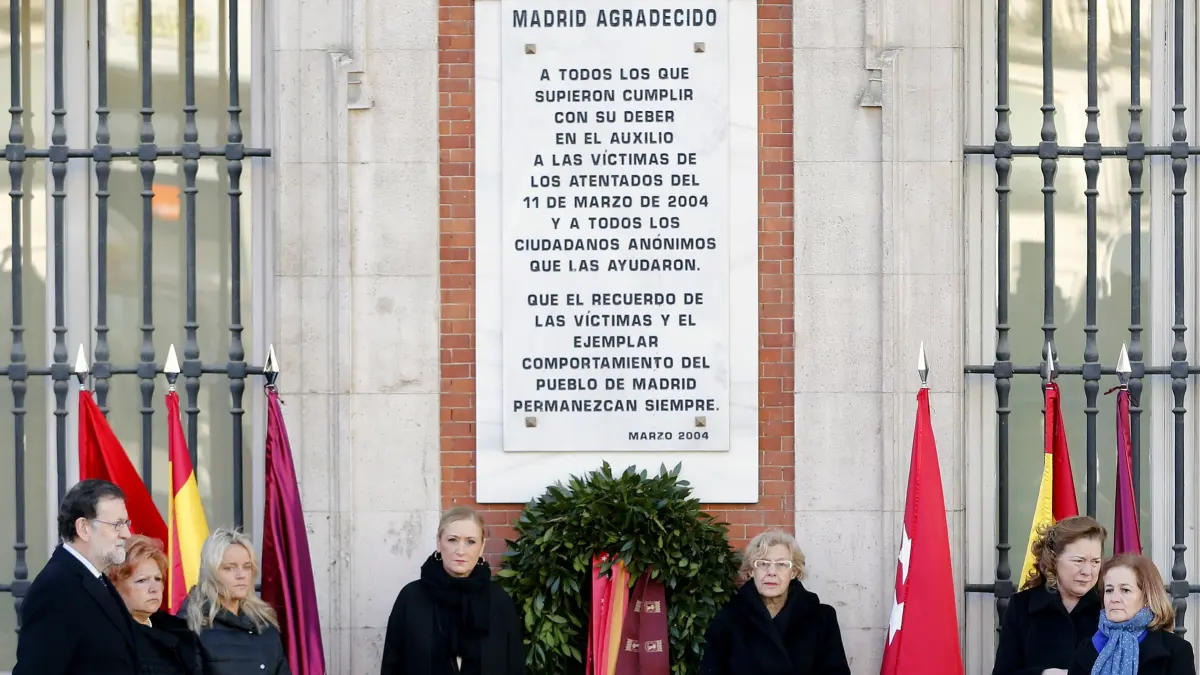 MADRID AGRADECIDO
A TODOS LOS QUE
SUPIERON CUMPLIR
CON SU DEBER
EN EL AUXILIO
A LAS VÍCTIMAS DE
LOS ATENTADOS DEL
11 DE MARZO DE 2004
Y A TODOS LOS
CIUDADANOS ANÓNIMOS
QUE LAS AYUDARON.
QUE EL RECUERDO DE
LAS VÍCTIMAS Y EL
EJEMPLAR
COMPORTAMIENTO DEL
PUEBLO DE MADRID
PERMANEZCAN SIEMPRE.
MARZO 2004